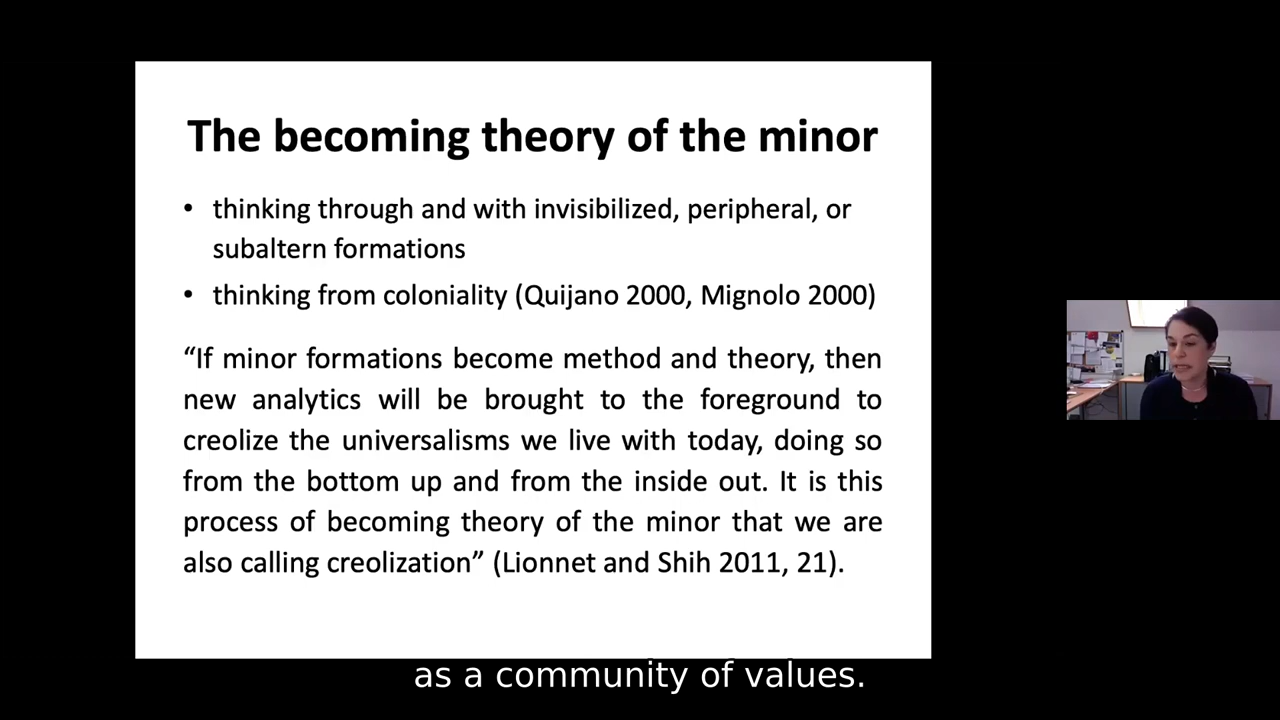 The becoming theory of the minor
• thinking through and with invisibilized, peripheral, or
subaltern formations
• thinking from coloniality (Quijano 2000, Mignolo 2000)
“If minor formations become method and theory, then
new analytics will be brought to the foreground to
creolize the universalisms we live with today, doing so
from the bottom up and from the inside out. It is this
process of becoming theory of the minor that we are
also calling creolization” (Lionnet and Shih 2011, 21).
as a community of values.